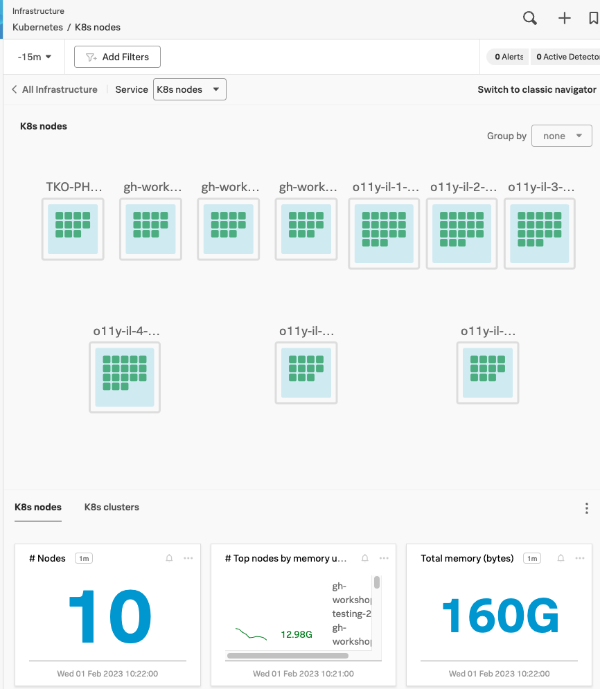 Infrastructure
Kubernetes / K8s nodes
-15m
Add Filters
0 Alerts
0 Active Detecto
All Infrastructure
Service
K8s nodes
Switch to classic navigator
K8s nodes
Group by
none
TKO-PH...
gh-work...
gh-work...
gh-work...
o11y-il-1-...
o11y-il-2-...
o11y-il-3-...
o11y-il-4-...
o11y-il-...
o11y-il-...
K8s nodes
K8s clusters
# Nodes
1m
10
Wed 01 Feb 2023 10:22:00
# Top nodes by memory u...
12.98G
gh-
workshop
testing-2
gh-
workshop
Wed 01 Feb 2023 10:21:00
Total memory (bytes)
1m
160G
Wed 01 Feb 2023 10:22:00